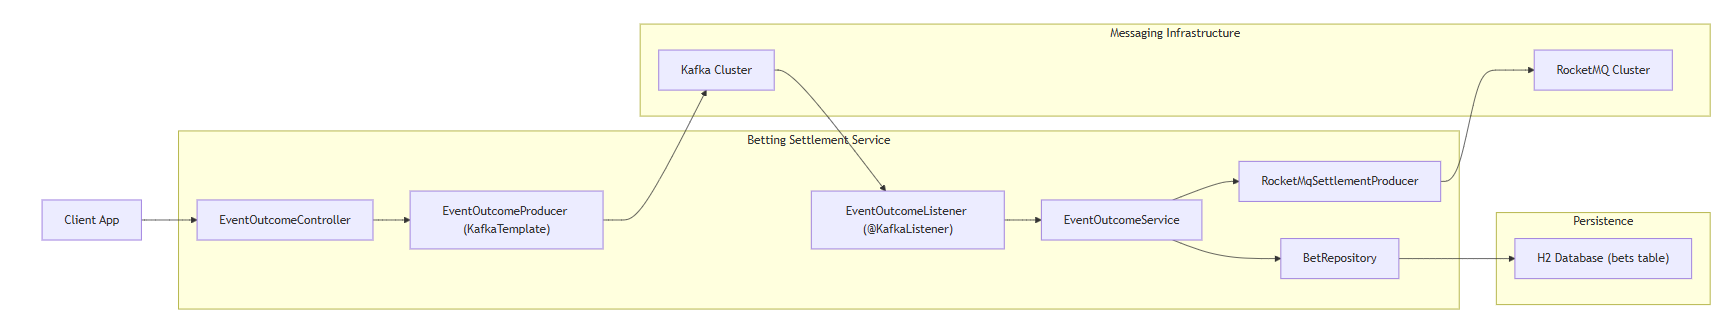 Messaging Infrastructure
Kafka Cluster
RocketMQ Cluster
Betting Settlement Service
Client App
EventOutcomeController
EventOutcomeProducer
(KafkaTemplate)
EventOutcomeListener
(@KafkaListener)
EventOutcomeService
RocketMqSettlementProducer
BetRepository
Persistence
H2 Database (bets table)